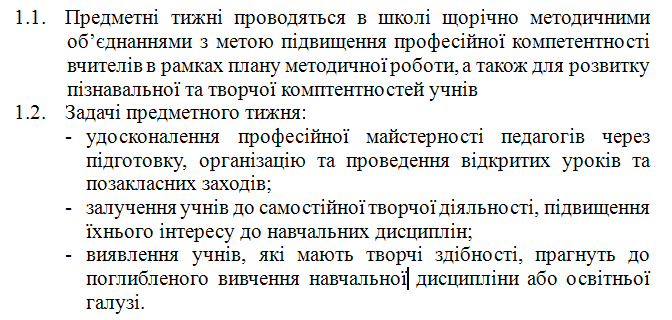 1.1. Предметні тижні проводяться в школі щорічно методичними
об’єднаннями з метою підвищення професійної компетентності
вчителів в рамках плану методичної роботи, а також для розвитку
пізнавальної та творчої комптентностей учнів
1.2. Задачі предметного тижня:
- удосконалення професійної майстерності педагогів через
підготовку, організацію та проведення відкритих уроків та
позакласних заходів;
- залучення учнів до самостійної творчої діяльності, підвищення
їхнього інтересу до навчальних дисциплін;
- виявлення учнів, які мають творчі здібності, прагнуть до
поглибленого вивчення навчальної дисципліни або освітньої
галузі.